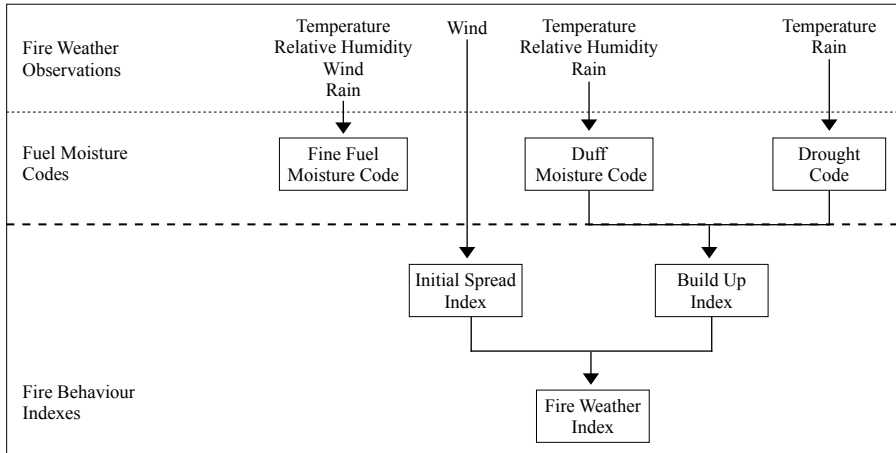 Fire Weather
Observations
Temperature
Relative Humidity
Wind
Rain
Wind
Temperature
Relative Humidity
Rain
Temperature
Rain
Fuel Moisture
Codes
Fine Fuel
Moisture Code
Duff
Moisture Code
Drought
Code
Initial Spread
Index
Build Up
Index
Fire Behaviour
Indexes
Fire Weather
Index